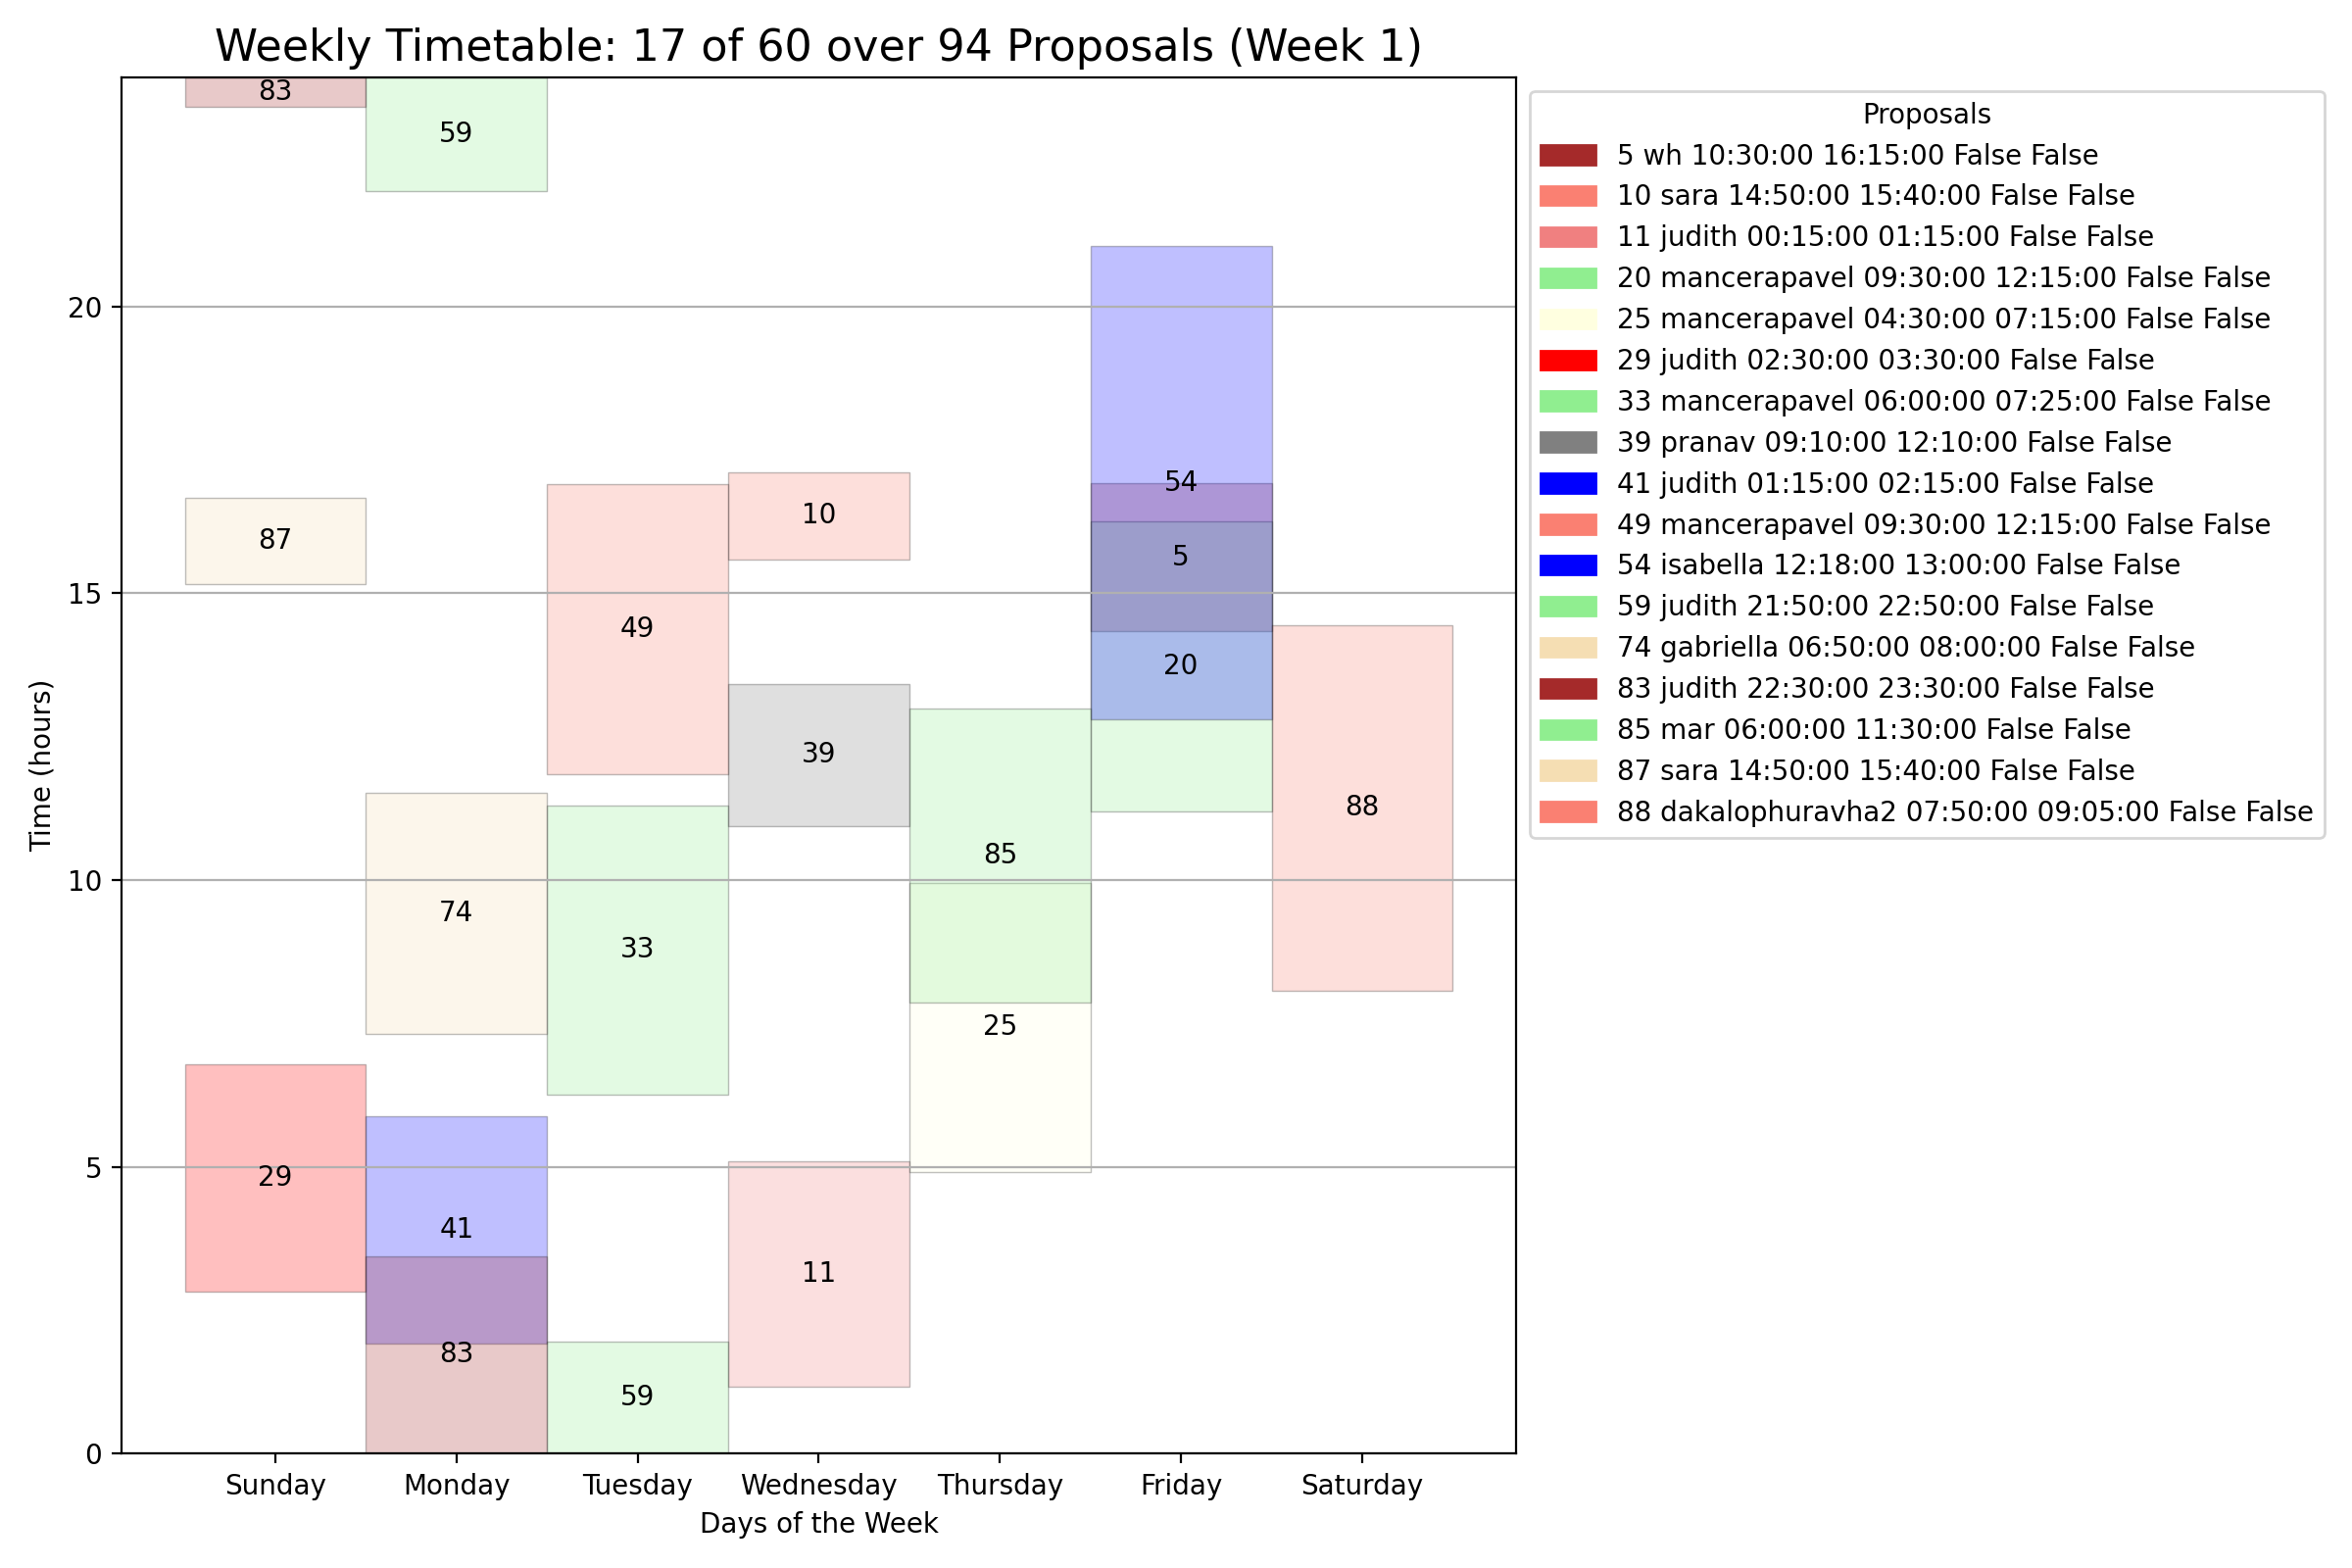 Weekly Timetable: 17 of 60 over 94 Proposals (Week 1)
83
59
87
10
54
5
49
20
39
88
85
74
33
25
29
41
11
83
59
20
15
10
5
0
Time (hours)
Sunday
Monday
Tuesday
Wednesday
Thursday
Friday
Saturday
Days of the Week
Proposals
5 wh 10:30:00 16:15:00 False False
10 sara 14:50:00 15:40:00 False False
11 judith 00:15:00 01:15:00 False False
20 mancerapavel 09:30:00 12:15:00 False False
25 mancerapavel 04:30:00 07:15:00 False False
29 judith 02:30:00 03:30:00 False False
33 mancerapavel 06:00:00 07:25:00 False False
39 pranav 09:10:00 12:10:00 False False
41 judith 01:15:00 02:15:00 False False
49 mancerapavel 09:30:00 12:15:00 False False
54 isabella 12:18:00 13:00:00 False False
59 judith 21:50:00 22:50:00 False False
74 gabriella 06:50:00 08:00:00 False False
83 judith 22:30:00 23:30:00 False False
85 mar 06:00:00 11:30:00 False False
87 sara 14:50:00 15:40:00 False False
88 dakalophuravha2 07:50:00 09:05:00 False False